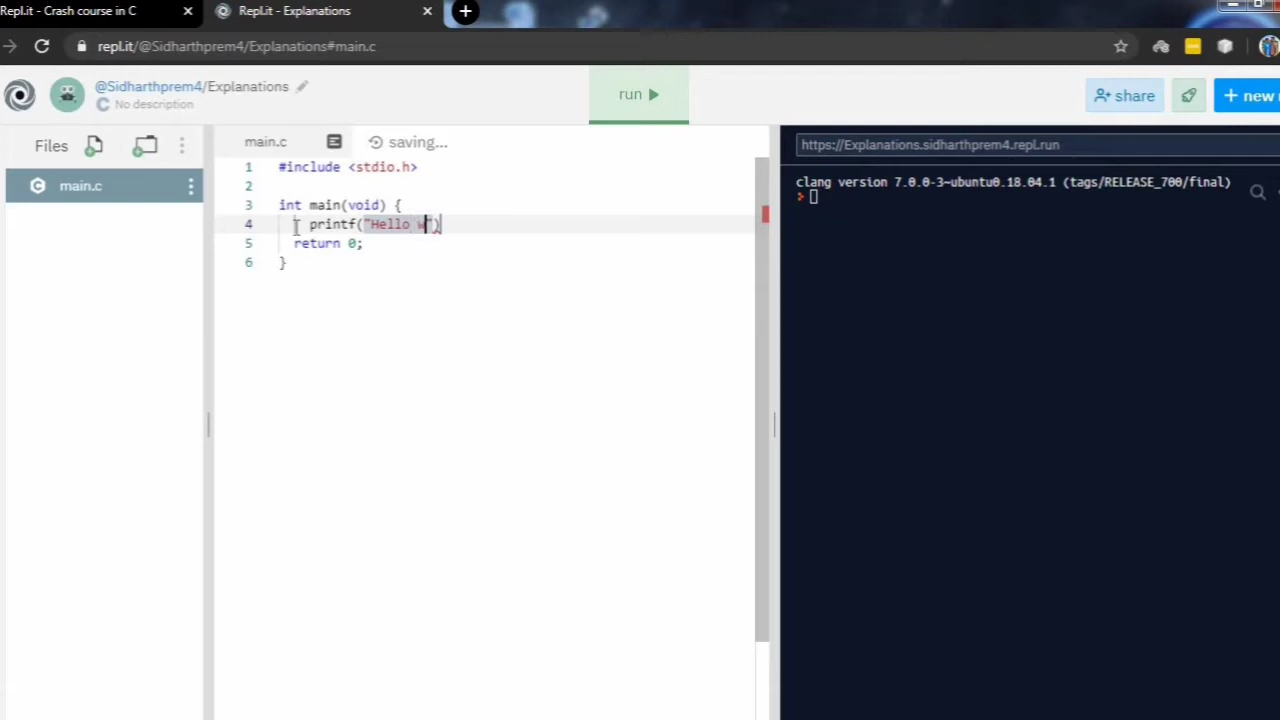 Repl.it - Crash course in C
Repl.it - Explanations
repl.it/@Sidharthprem4/Explanations#main.c
@Sidharthprem4/Explanations
No description
run
share
+ new
Files
main.c
main.c
saving...
1 #include <stdio.h>
2
3 int main(void) {
4 printf("Hello w")
5 return 0;
6 }
https://Explanations.sidharthprem4.repl.run
clang version 7.0.0-3~ubuntu0.18.04.1 (tags/RELEASE_700/final)
>